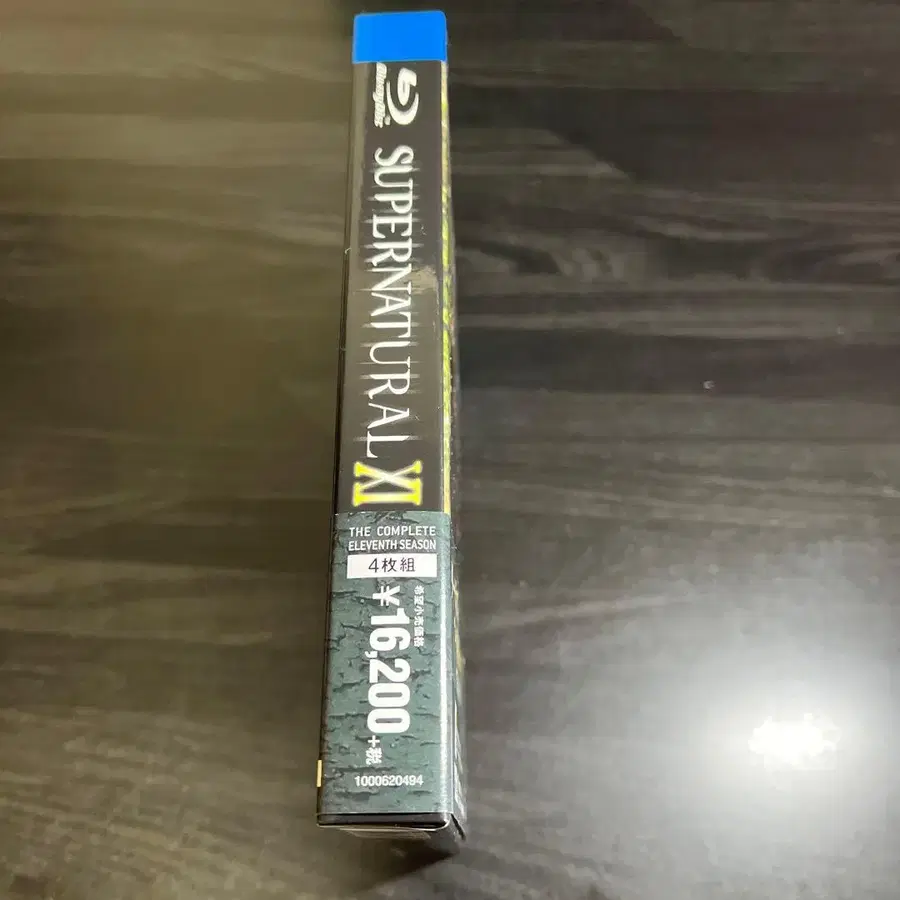 Blu-ray Disc
SUPERNATURAL XI
THE COMPLETE
ELEVENTH SEASON
4枚組
希望小売価格
¥16,200+税
1000620494